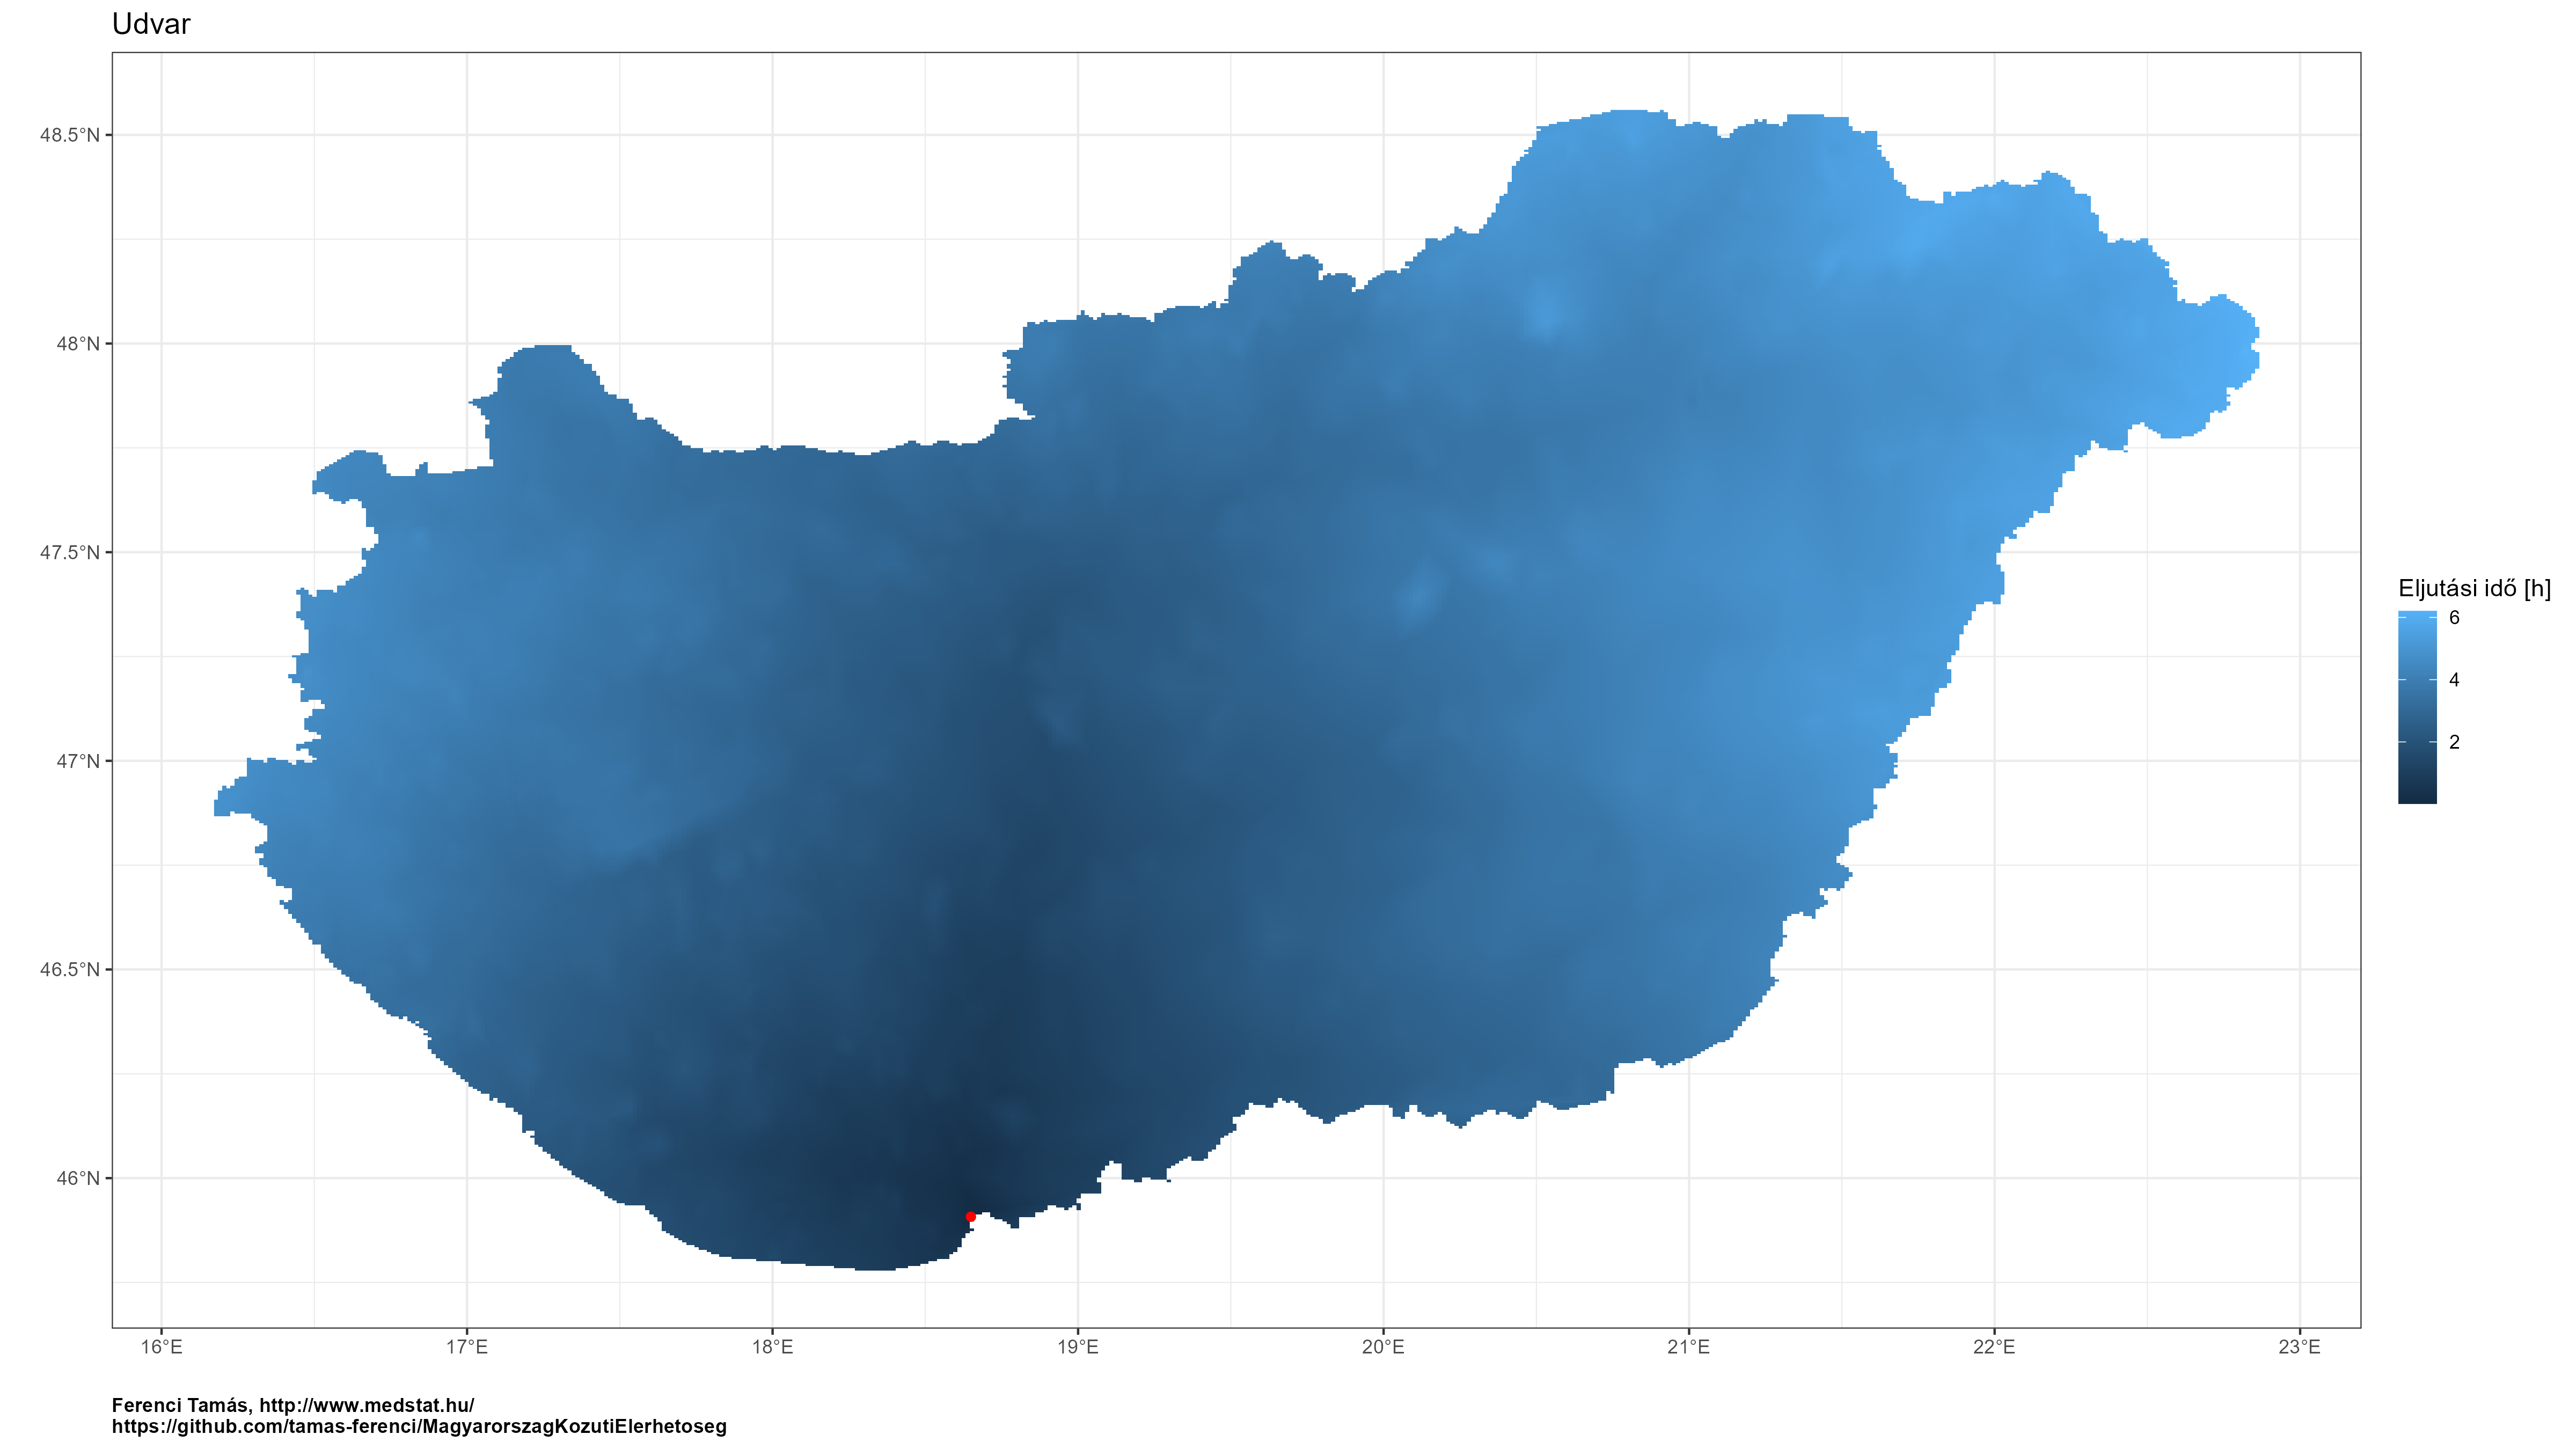 Udvar
48.5°N
48°N
47.5°N
47°N
46.5°N
46°N
16°E 17°E 18°E 19°E 20°E 21°E 22°E 23°E
Eljutási idő [h]
6
4
2
Ferenci Tamás, http://www.medstat.hu/
https://github.com/tamas-ferenci/MagyarorszagKozutiElerhetoseg